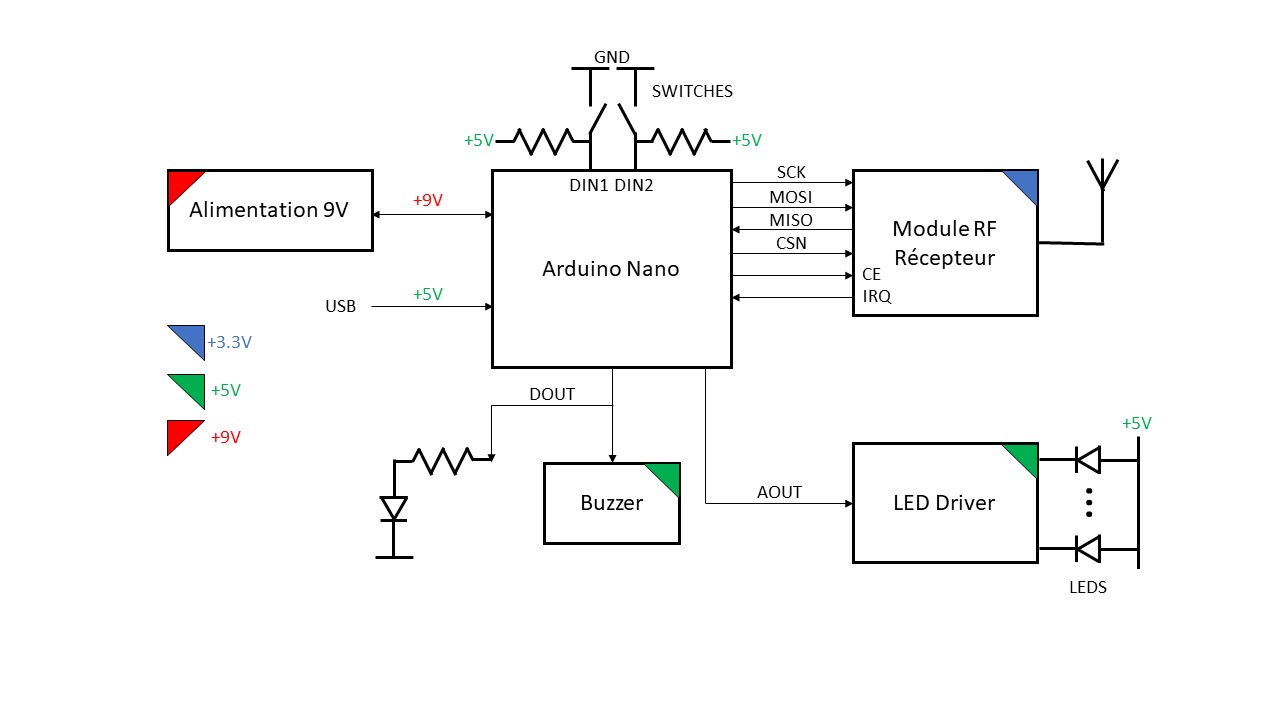 GND
SWITCHES
+5V
+5V
DIN1 DIN2
Alimentation 9V
+9V
Arduino Nano
SCK
MOSI
MISO
CSN
CE
IRQ
Module RF
Récepteur
USB
+5V
+3.3V
+5V
+9V
DOUT
Buzzer
AOUT
LED Driver
+5V
LEDS